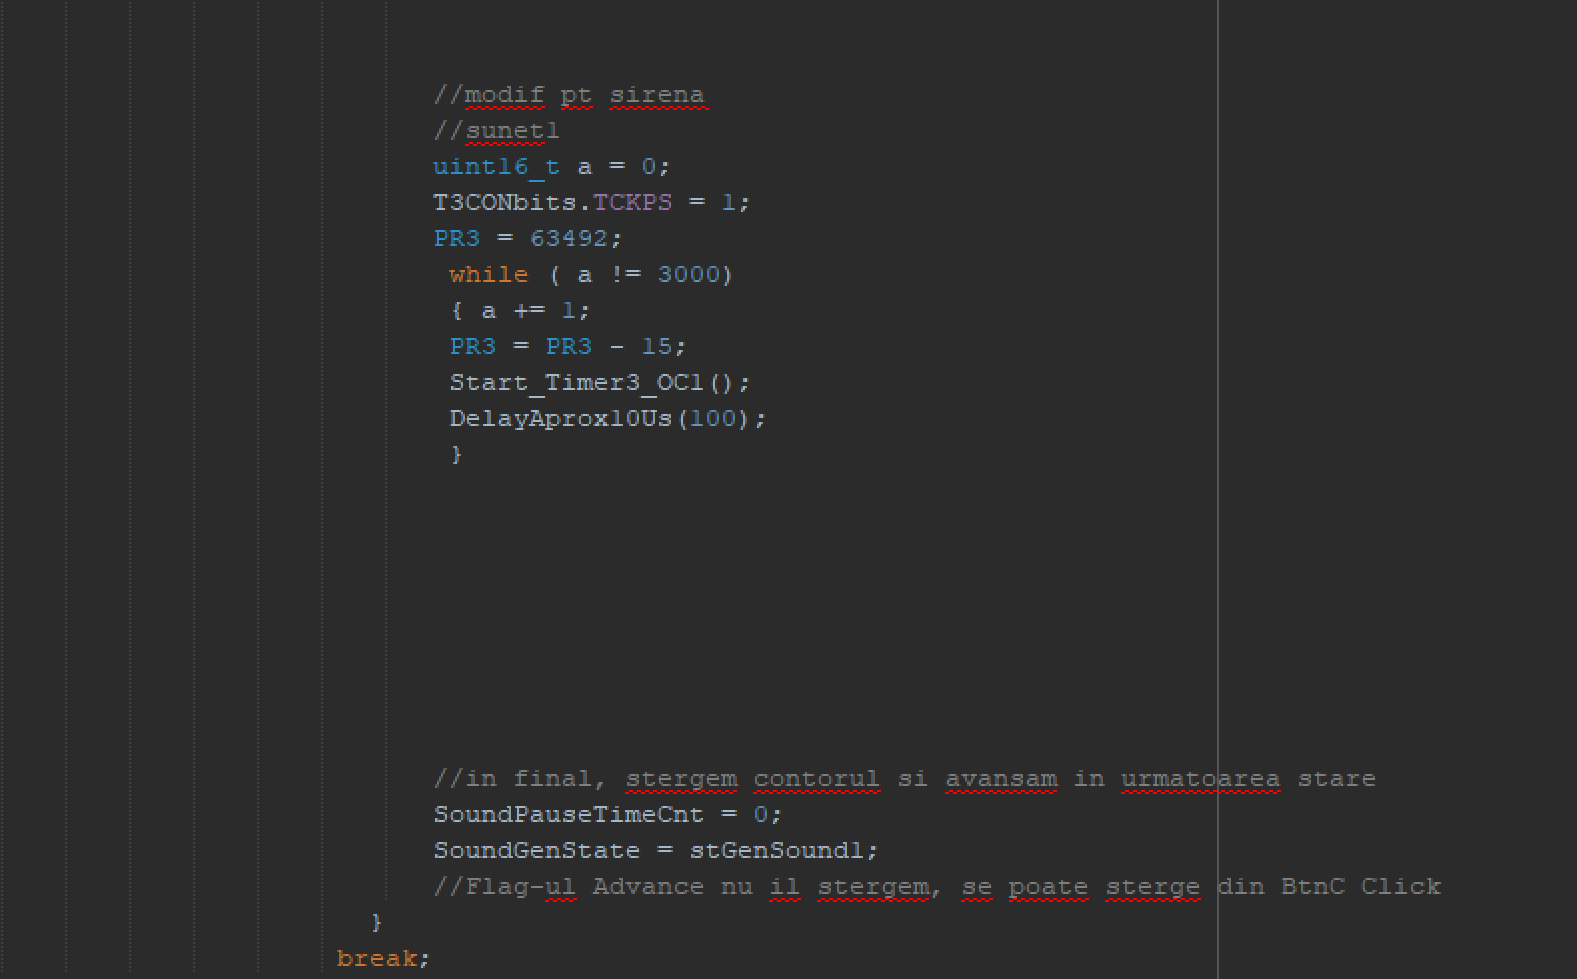 //modif pt sirena
//sunet1
uint16_t a = 0;
T3CONbits.TCKPS = 1;
PR3 = 63492;
while ( a != 3000)
{ a += 1;
PR3 = PR3 - 15;
Start_Timer3_OC1();
DelayAprox10Us(100);
}
//in final, stergem contorul si avansam in urmatoarea stare
SoundPauseTimeCnt = 0;
SoundGenState = stGenSound1;
//Flag-ul Advance nu il stergem, se poate sterge din BtnC Click
}
break;